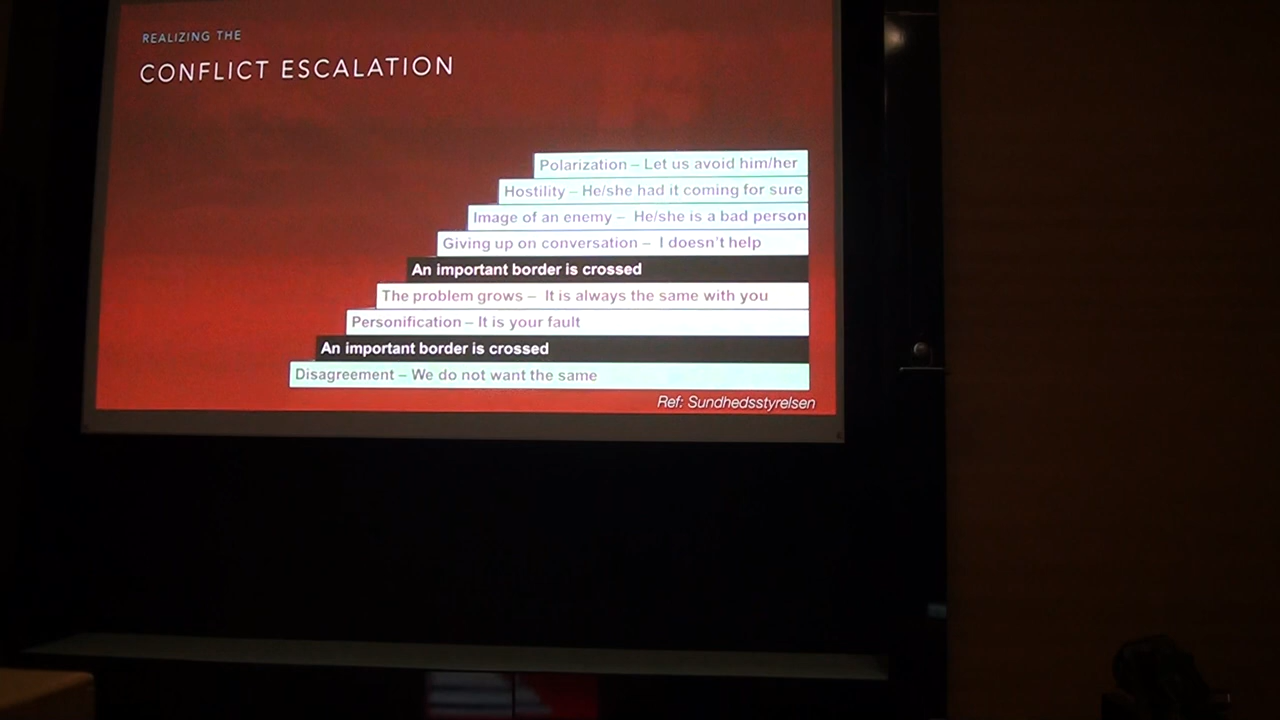 REALIZING THE
CONFLICT ESCALATION
Polarization – Let us avoid him/her
Hostility – He/she had it coming for sure
Image of an enemy – He/she is a bad person
Giving up on conversation – I doesn't help
An important border is crossed
The problem grows – It is always the same with you
Personification – It is your fault
An important border is crossed
Disagreement – We do not want the same
Ref: Sundhedsstyrelsen